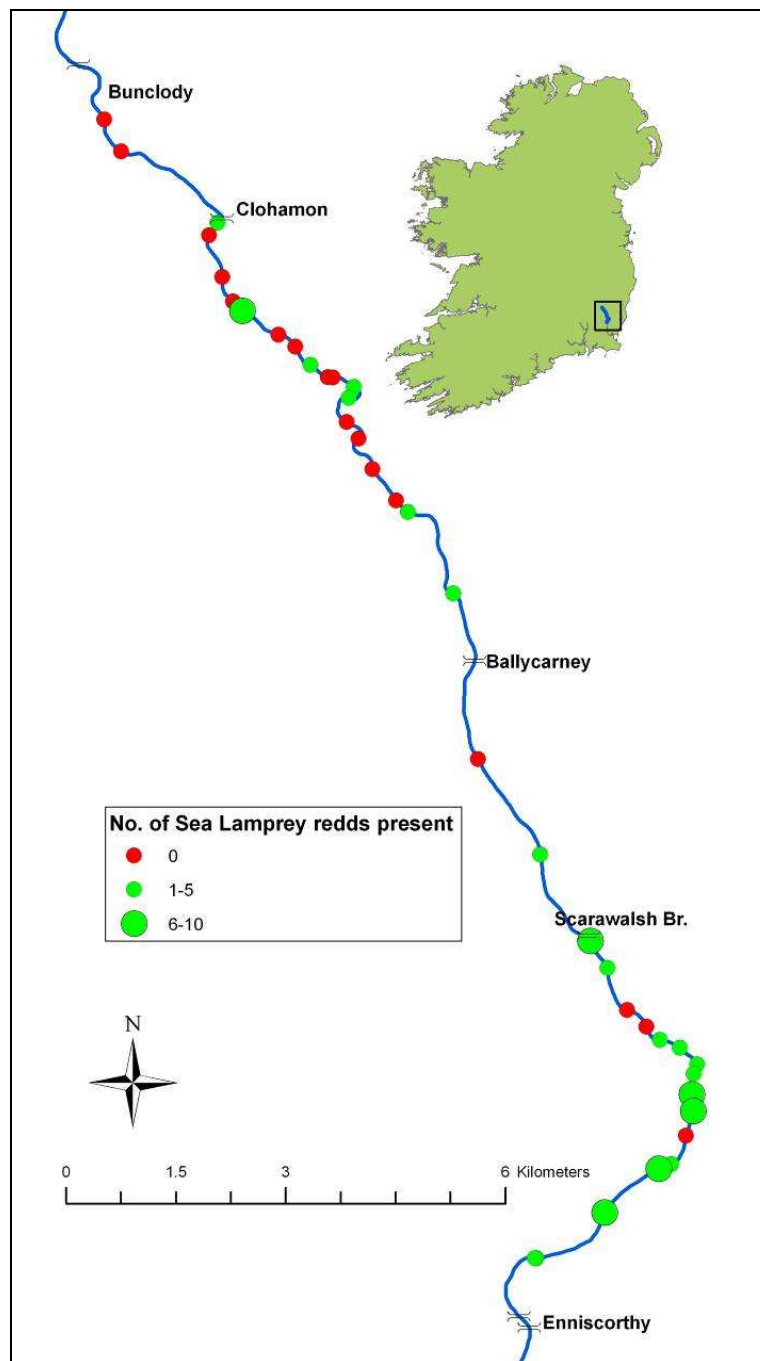 Bunclody
Clohamon
Ballycarney
No. of Sea Lamprey redds present
0
1-5
6-10
Scarawalsh Br.
N
0 1.5 3 6 Kilometers
Enniscorthy